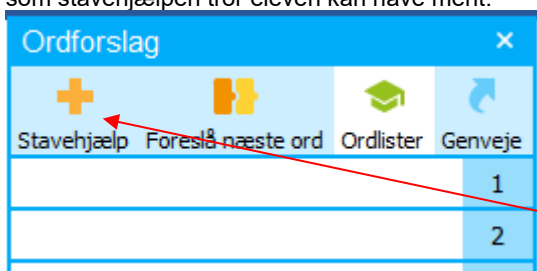 som stavehjælpen tror eleven kan have ment.
Ordforslag ×
Stavehjælp Foreslå næste ord Ordlister Genveje
1
2